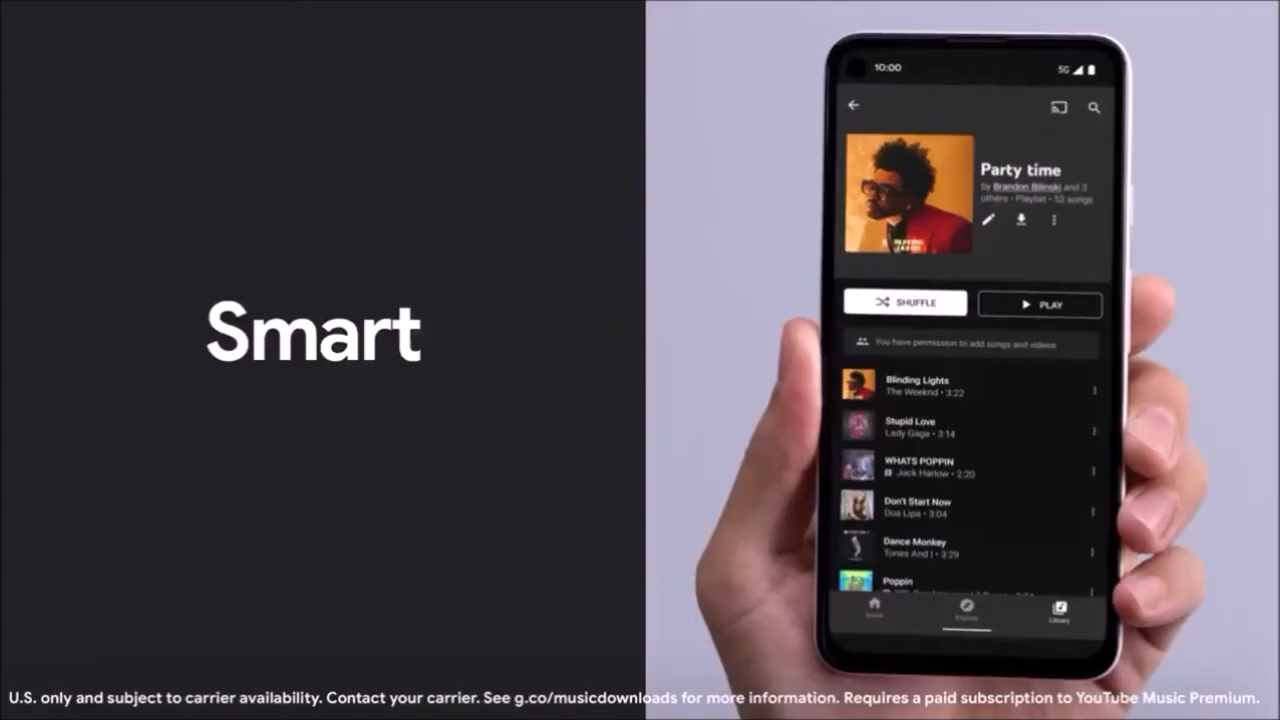 Smart
10:00
5G
Party time
by Brandon Bilinski and 3
others • Playlist • 52 songs
SHUFFLE
PLAY
You have permission to add songs and videos
Blinding Lights
The Weeknd • 3:22
Stupid Love
Lady Gaga • 3:14
WHATS POPPIN
E Jack Harlow • 2:20
Don't Start Now
Dua Lipa • 3:04
Dance Monkey
Tones And I • 3:29
Poppin
Home
Explore
Library
U.S. only and subject to carrier availability. Contact your carrier. See g.co/musicdownloads for more information. Requires a paid subscription to YouTube Music Premium.